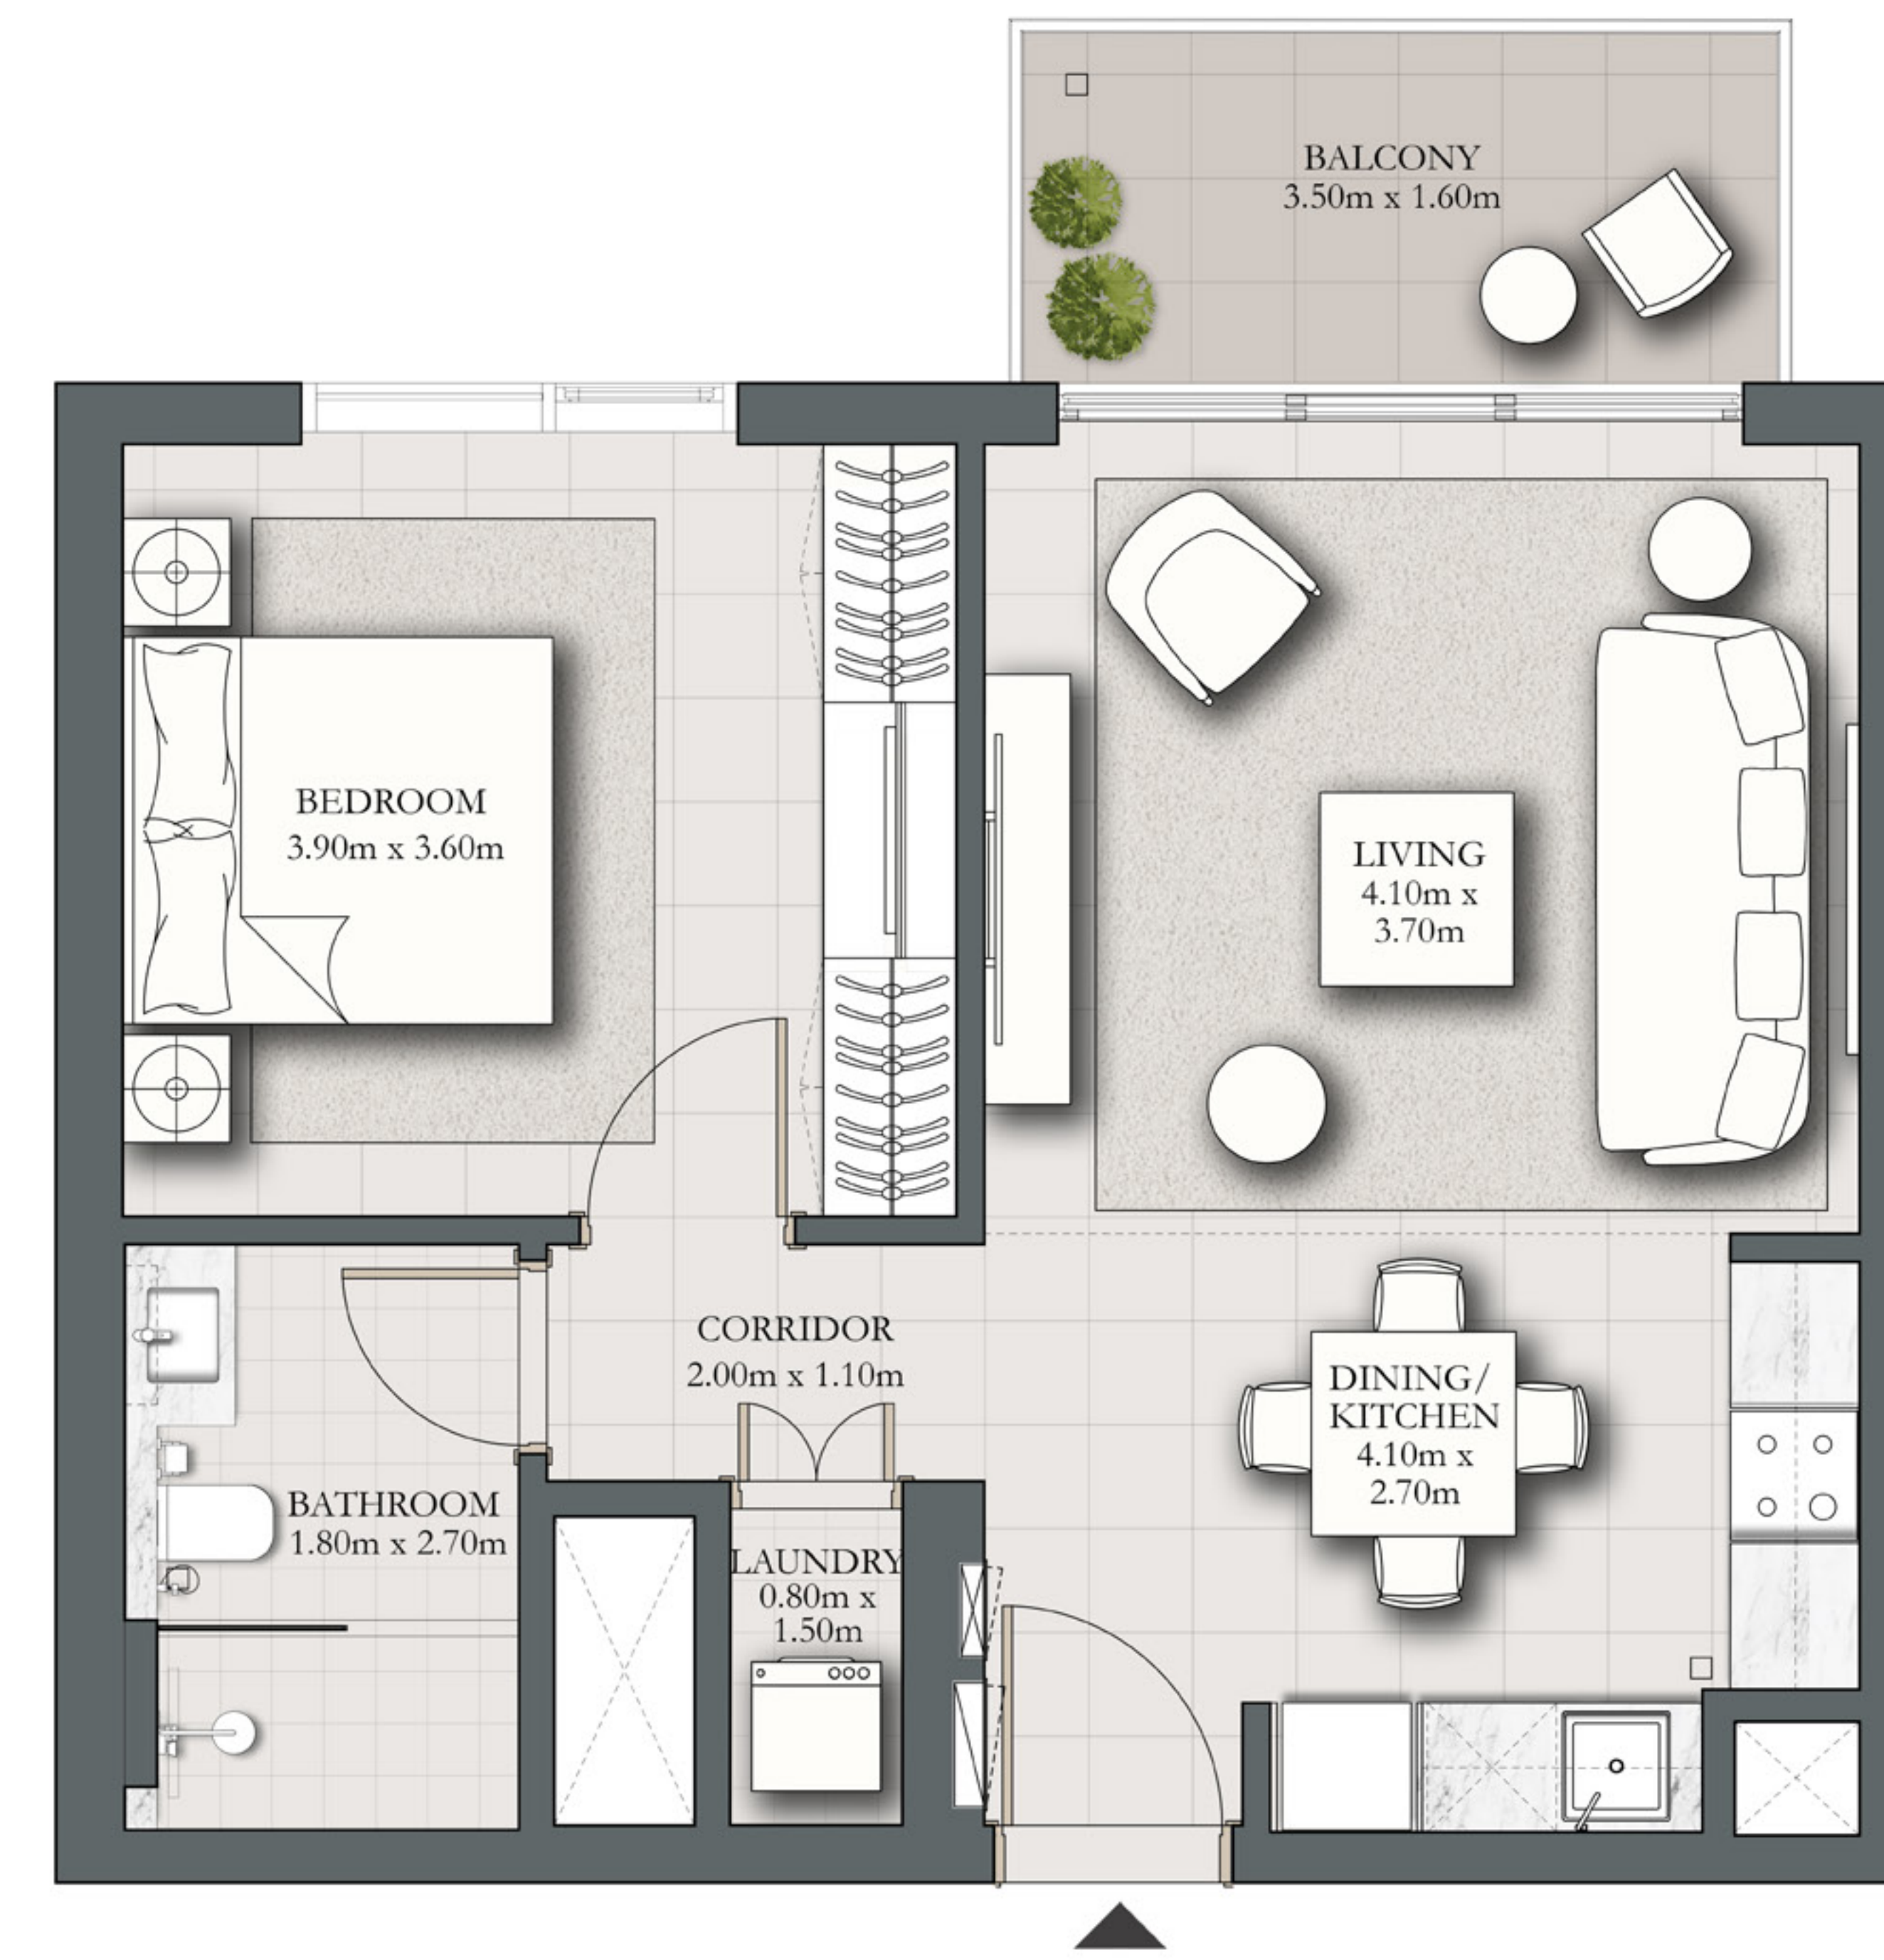 BALCONY
3.50m x 1.60m
BEDROOM
3.90m x 3.60m
LIVING
4.10m x
3.70m
CORRIDOR
2.00m x 1.10m
DINING/
KITCHEN
4.10m x
2.70m
BATHROOM
1.80m x 2.70m
LAUNDRY
0.80m x
1.50m